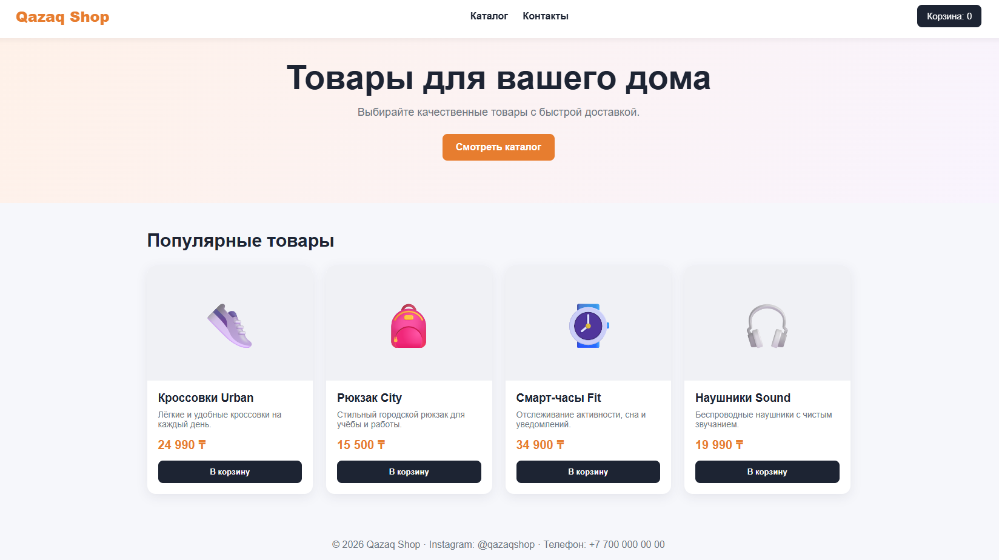 Qazaq Shop
Каталог Контакты
Корзина: 0
Товары для вашего дома
Выбирайте качественные товары с быстрой доставкой.
Смотреть каталог
Популярные товары
Кроссовки Urban
Лёгкие и удобные кроссовки на
каждый день.
24 990 ₸
В корзину
Рюкзак City
Стильный городской рюкзак для
учёбы и работы.
15 500 ₸
В корзину
Смарт-часы Fit
Отслеживание активности, сна и
уведомлений.
34 900 ₸
В корзину
Наушники Sound
Беспроводные наушники с чистым
звучанием.
19 990 ₸
В корзину
© 2026 Qazaq Shop · Instagram: @qazaqshop · Телефон: +7 700 000 00 00